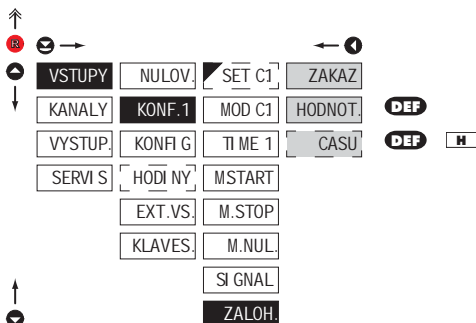 R
VSTUPY NULOV. SET C1 ZAKAZ
KANALY KONF. 1 MOD C1 HODNOT. DEF
VYSTUP. KONFIG TIME 1 CASU DEF H
SERVIS HODINY MSTART
EXT.VS. M.STOP
KLAVES. M.NUL.
SIGNAL
ZALOH.